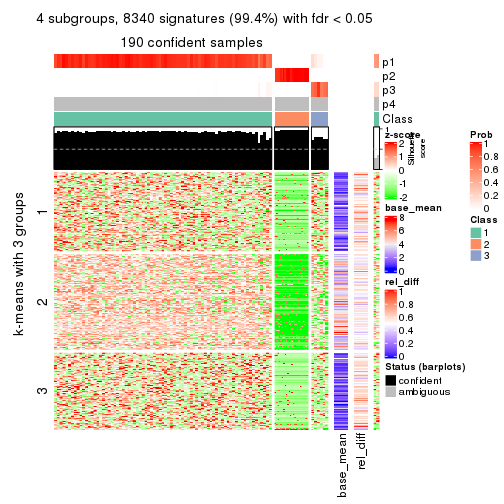 4 subgroups, 8340 signatures (99.4%) with fdr < 0.05
190 confident samples
p1
p2
p3
p4
Class
1
Silhouette
score
k-means with 3 groups
1
2
3
base_mean
rel_diff
z-score
2
1
0
-1
-2
base_mean
8
6
4
2
0
rel_diff
1
0.8
0.6
0.4
0.2
0
Status (barplots)
confident
ambiguous
Prob
1
0.8
0.6
0.4
0.2
0
Class
1
2
3